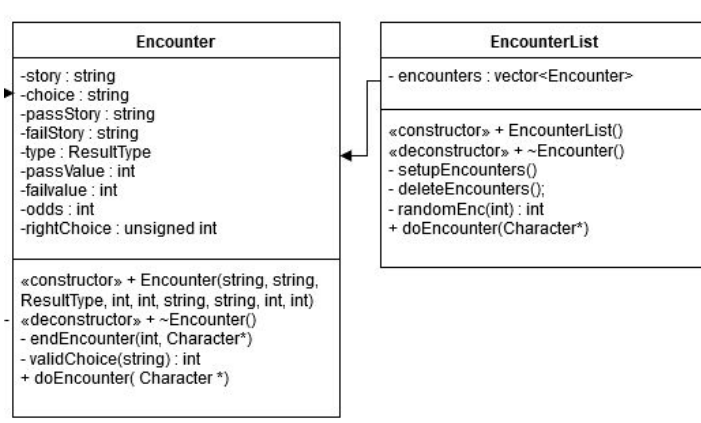 Encounter
-story : string
-choice : string
-passStory : string
-failStory : string
-type : ResultType
-passValue : int
-failvalue : int
-odds : int
-rightChoice : unsigned int
«constructor» + Encounter(string, string,
ResultType, int, int, string, string, int, int)
«deconstructor» + ~Encounter()
- endEncounter(int, Character*)
- validChoice(string) : int
+ doEncounter( Character *)
EncounterList
- encounters : vector<Encounter>
«constructor» + EncounterList()
«deconstructor» + ~Encounter()
- setupEncounters()
- deleteEncounters();
- randomEnc(int) : int
+ doEncounter(Character*)